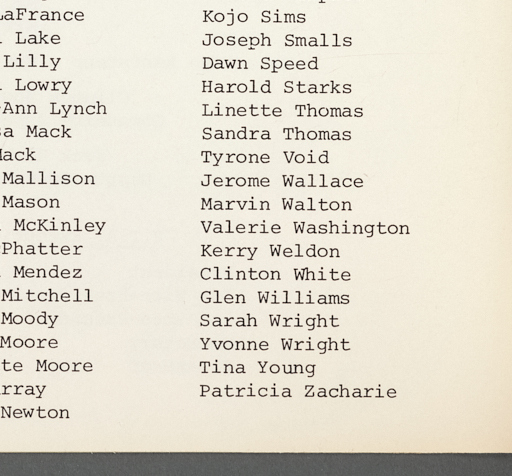 LaFrance
Lake
Lilly
Lowry
Ann Lynch
Mack
Mack
Mallison
Mason
McKinley
Phatter
Mendez
Mitchell
Moody
Moore
te Moore
rray
Newton
Kojo Sims
Joseph Smalls
Dawn Speed
Harold Starks
Linette Thomas
Sandra Thomas
Tyrone Void
Jerome Wallace
Marvin Walton
Valerie Washington
Kerry Weldon
Clinton White
Glen Williams
Sarah Wright
Yvonne Wright
Tina Young
Patricia Zacharie